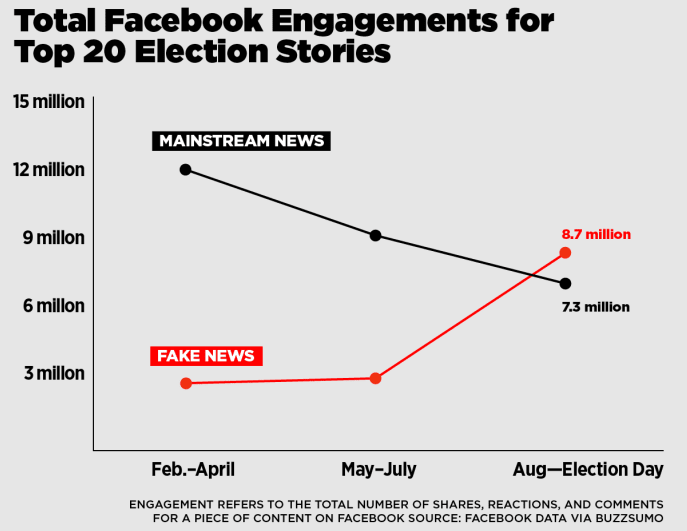 Total Facebook Engagements for
Top 20 Election Stories
15 million
MAINSTREAM NEWS
12 million
9 millon
8.7 million
6 million
7.3 million
FAKE NEWS
3 millon
Feb.–April
May–July
Aug—Election Day
ENGAGEMENT REFERS TO THE TOTAL NUMBER OF SHARES, REACTIONS, AND COMMENTS
FOR A PIECE OF CONTENT ON FACEBOOK SOURCE: FACEBOOK DATA VIA BUZZSUMO